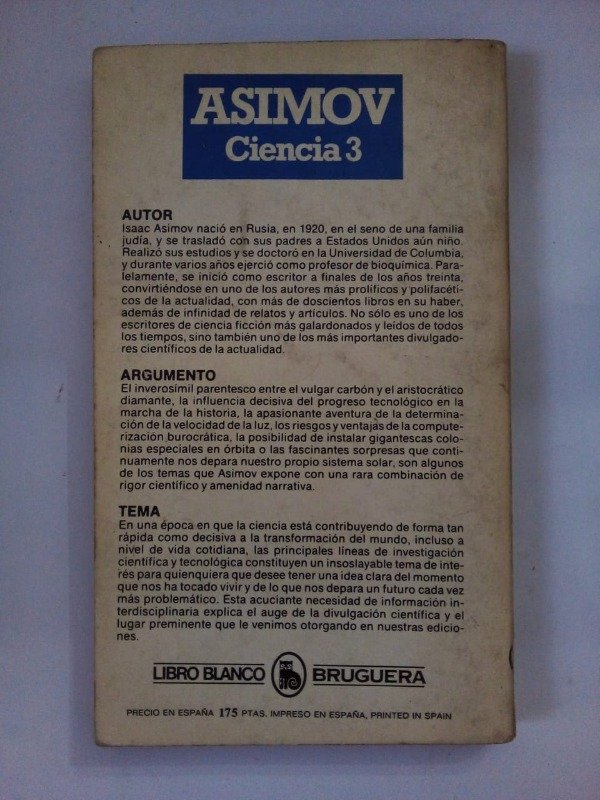 ASIMOV
Ciencia 3
AUTOR
Isaac Asimov nació en Rusia, en 1920, en el seno de una familia
judía, y se trasladó con sus padres a Estados Unidos aún niño.
Realizó sus estudios y se doctoró en la Universidad de Columbia,
y durante varios años ejerció como profesor de bioquímica. Para-
lelamente, se inició como escritor a finales de los años treinta,
convirtiéndose en uno de los autores más prolíficos y polifacéti-
cos de la actualidad, con más de doscientos libros en su haber,
además de infinidad de relatos y artículos. No sólo es uno de los
escritores de ciencia ficción más galardonados y leídos de todos
los tiempos, sino también uno de los más importantes divulgado-
res científicos de la actualidad.
ARGUMENTO
El inverosímil parentesco entre el vulgar carbón y el aristocrático
diamante, la influencia decisiva del progreso tecnológico en la
marcha de la historia, la apasionante aventura de la determina-
ción de la velocidad de la luz, los riesgos y ventajas de la compute-
rización burocrática, la posibilidad de instalar gigantescas colo-
nias especiales en órbita o las fascinantes sorpresas que conti-
nuamente nos depara nuestro propio sistema solar, son algunos
de los temas que Asimov expone con una rara combinación de
rigor científico y amenidad narrativa.
TEMA
En una época en que la ciencia está contribuyendo de forma tan
rápida como decisiva a la transformación del mundo, incluso a
nivel de vida cotidiana, las principales líneas de investigación
científica y tecnológica constituyen un insoslayable tema de inte-
rés para quienquiera que desee tener una idea clara del momento
que nos ha tocado vivir y de lo que nos depara un futuro cada vez
más problemático. Esta acuciante necesidad de información in-
terdisciplinaria explica el auge de la divulgación científica y el
lugar preminente que le venimos otorgando en nuestras edicio-
nes.
LIBRO BLANCO BRUGUERA
PRECIO EN ESPAÑA 175 PTAS. IMPRESO EN ESPAÑA, PRINTED IN SPAIN